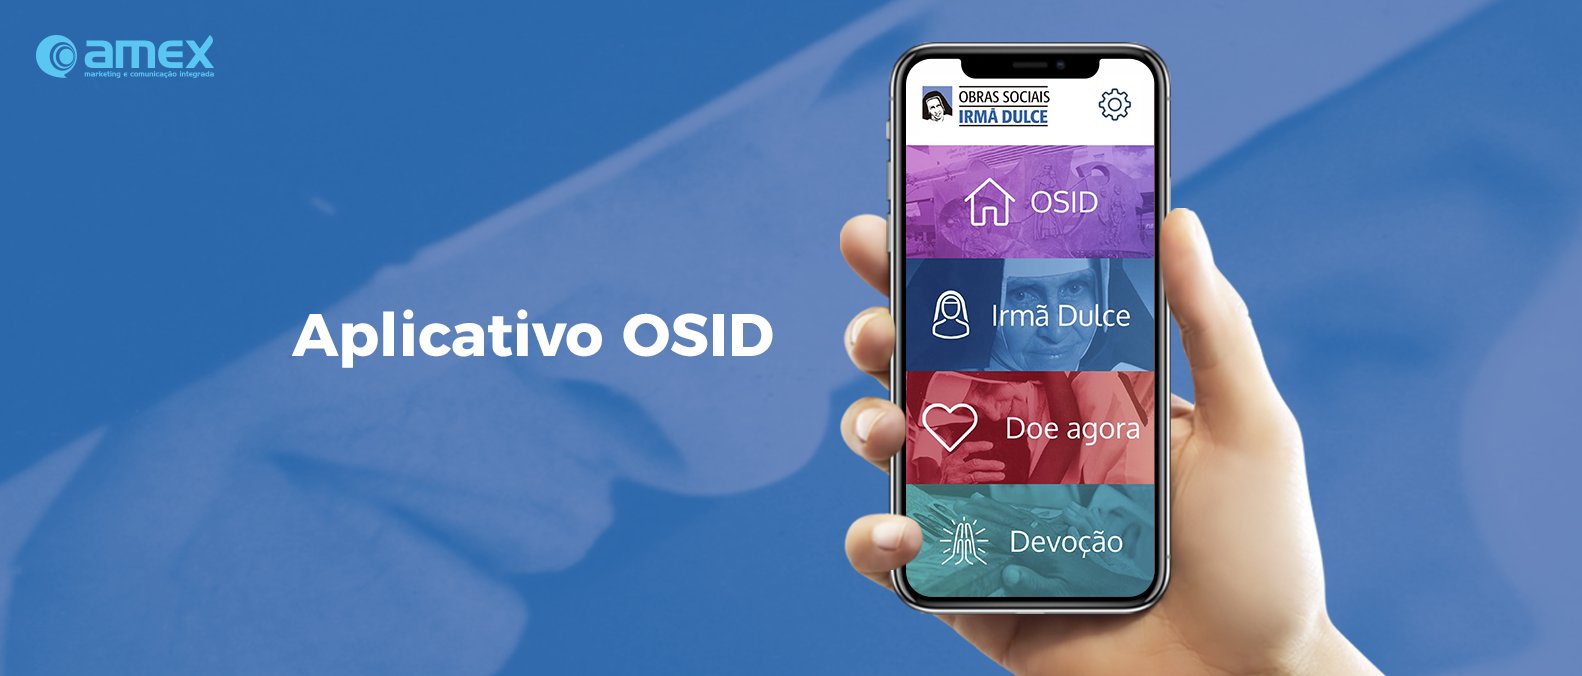 amex
marketing e comunicação integrada
Aplicativo OSID
OBRAS SOCIAIS
IRMÃ DULCE
OSID
Irmã Dulce
Doe agora
Devoção